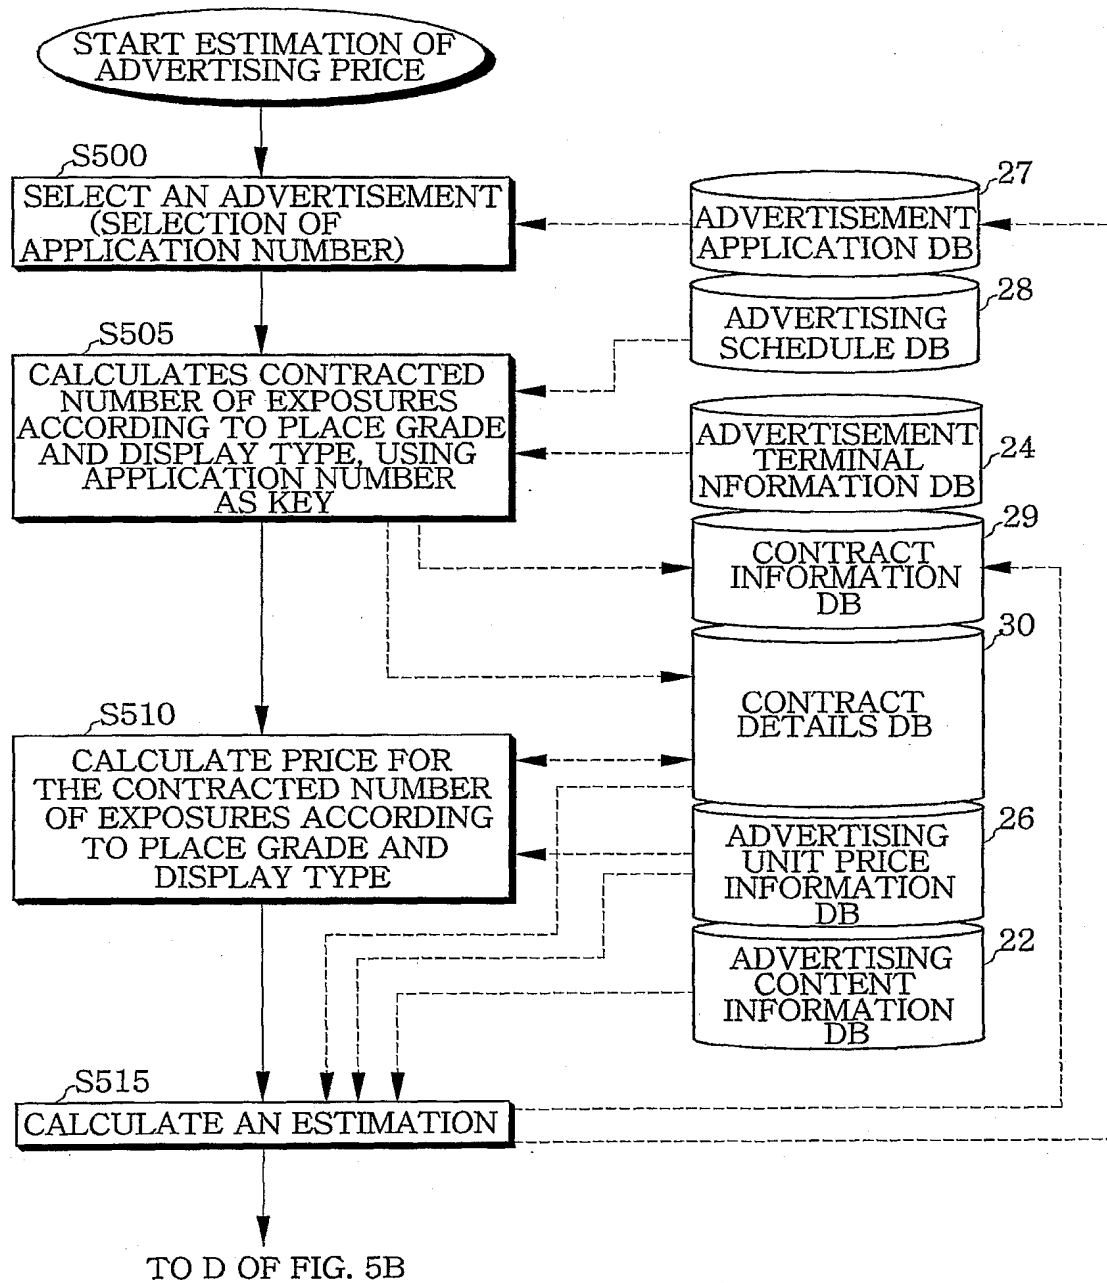 START ESTIMATION OF
ADVERTISING PRICE
S500
SELECT AN ADVERTISEMENT
(SELECTION OF
APPLICATION NUMBER)
27
ADVERTISEMENT
APPLICATION DB
28
ADVERTISING
SCHEDULE DB
S505
CALCULATES CONTRACTED
NUMBER OF EXPOSURES
ACCORDING TO PLACE GRADE
AND DISPLAY TYPE, USING
APPLICATION NUMBER
AS KEY
24
ADVERTISEMENT
TERMINAL
NFORMATION DB
29
CONTRACT
INFORMATION
DB
30
CONTRACT
DETAILS DB
S510
CALCULATE PRICE FOR
THE CONTRACTED NUMBER
OF EXPOSURES ACCORDING
TO PLACE GRADE AND
DISPLAY TYPE
26
ADVERTISING
UNIT PRICE
INFORMATION
DB
22
ADVERTISING
CONTENT
INFORMATION
DB
S515
CALCULATE AN ESTIMATION
TO D OF FIG. 5B